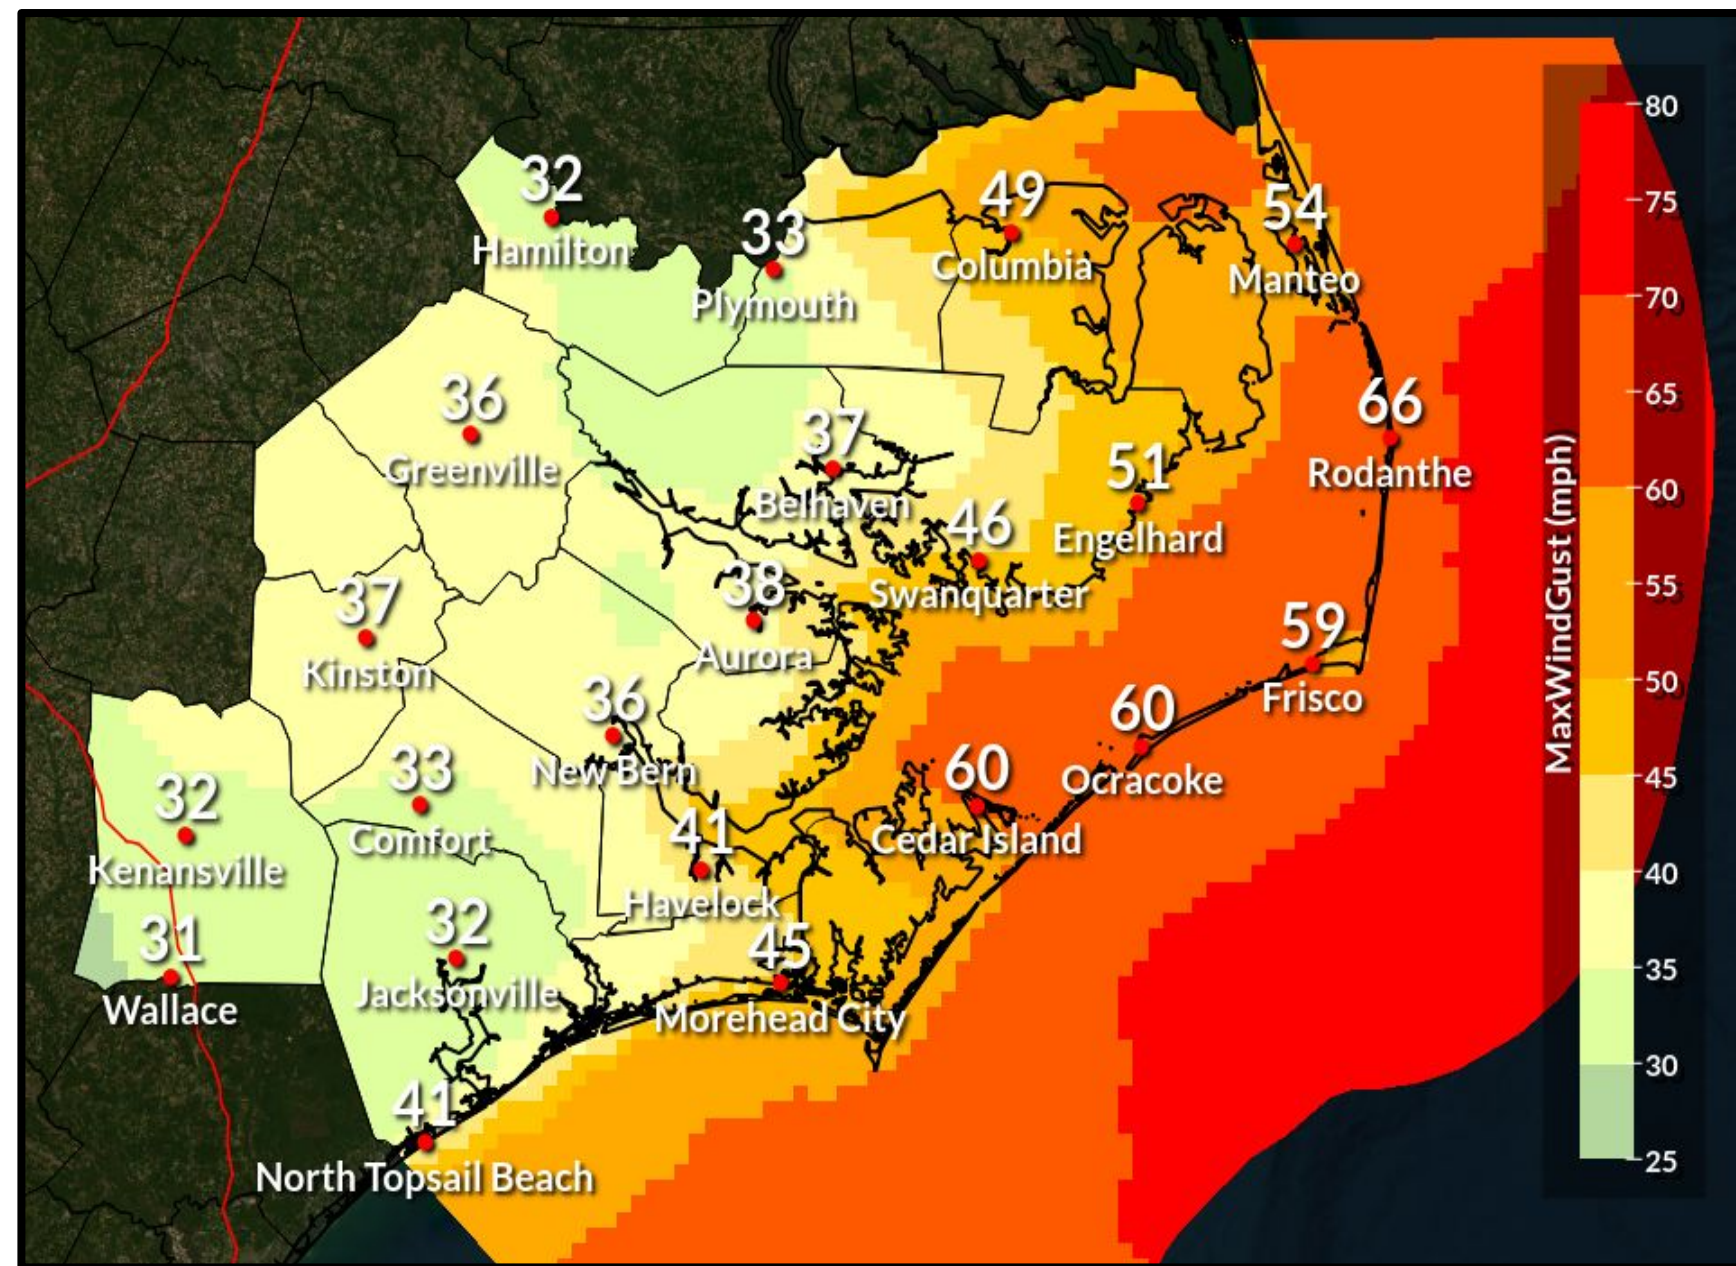 32
Hamilton
33
Plymouth
49
Columbia
54
Manteo
36
Greenville
37
Belhaven
51
Engelhard
66
Rodanthe
46
Swanquarter
37
Kinston
38
Aurora
59
Frisco
36
New Bern
60
Ocracoke
60
Cedar Island
33
Comfort
32
Kenansville
41
Havelock
31
Wallace
32
Jacksonville
45
Morehead City
41
North Topsail Beach
MaxWindGust (mph)
80
75
70
65
60
55
50
45
40
35
30
25